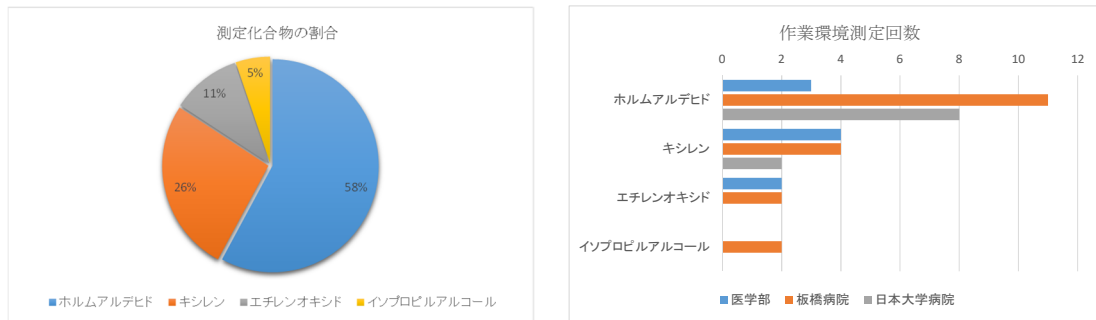 測定化合物の割合
5%
11%
26%
58%
ホルムアルデヒド キシレン エチレンオキシド イソプロピルアルコール
作業環境測定回数
0 2 4 6 8 10 12
ホルムアルデヒド
キシレン
エチレンオキシド
イソプロピルアルコール
医学部 板橋病院 日本大学病院